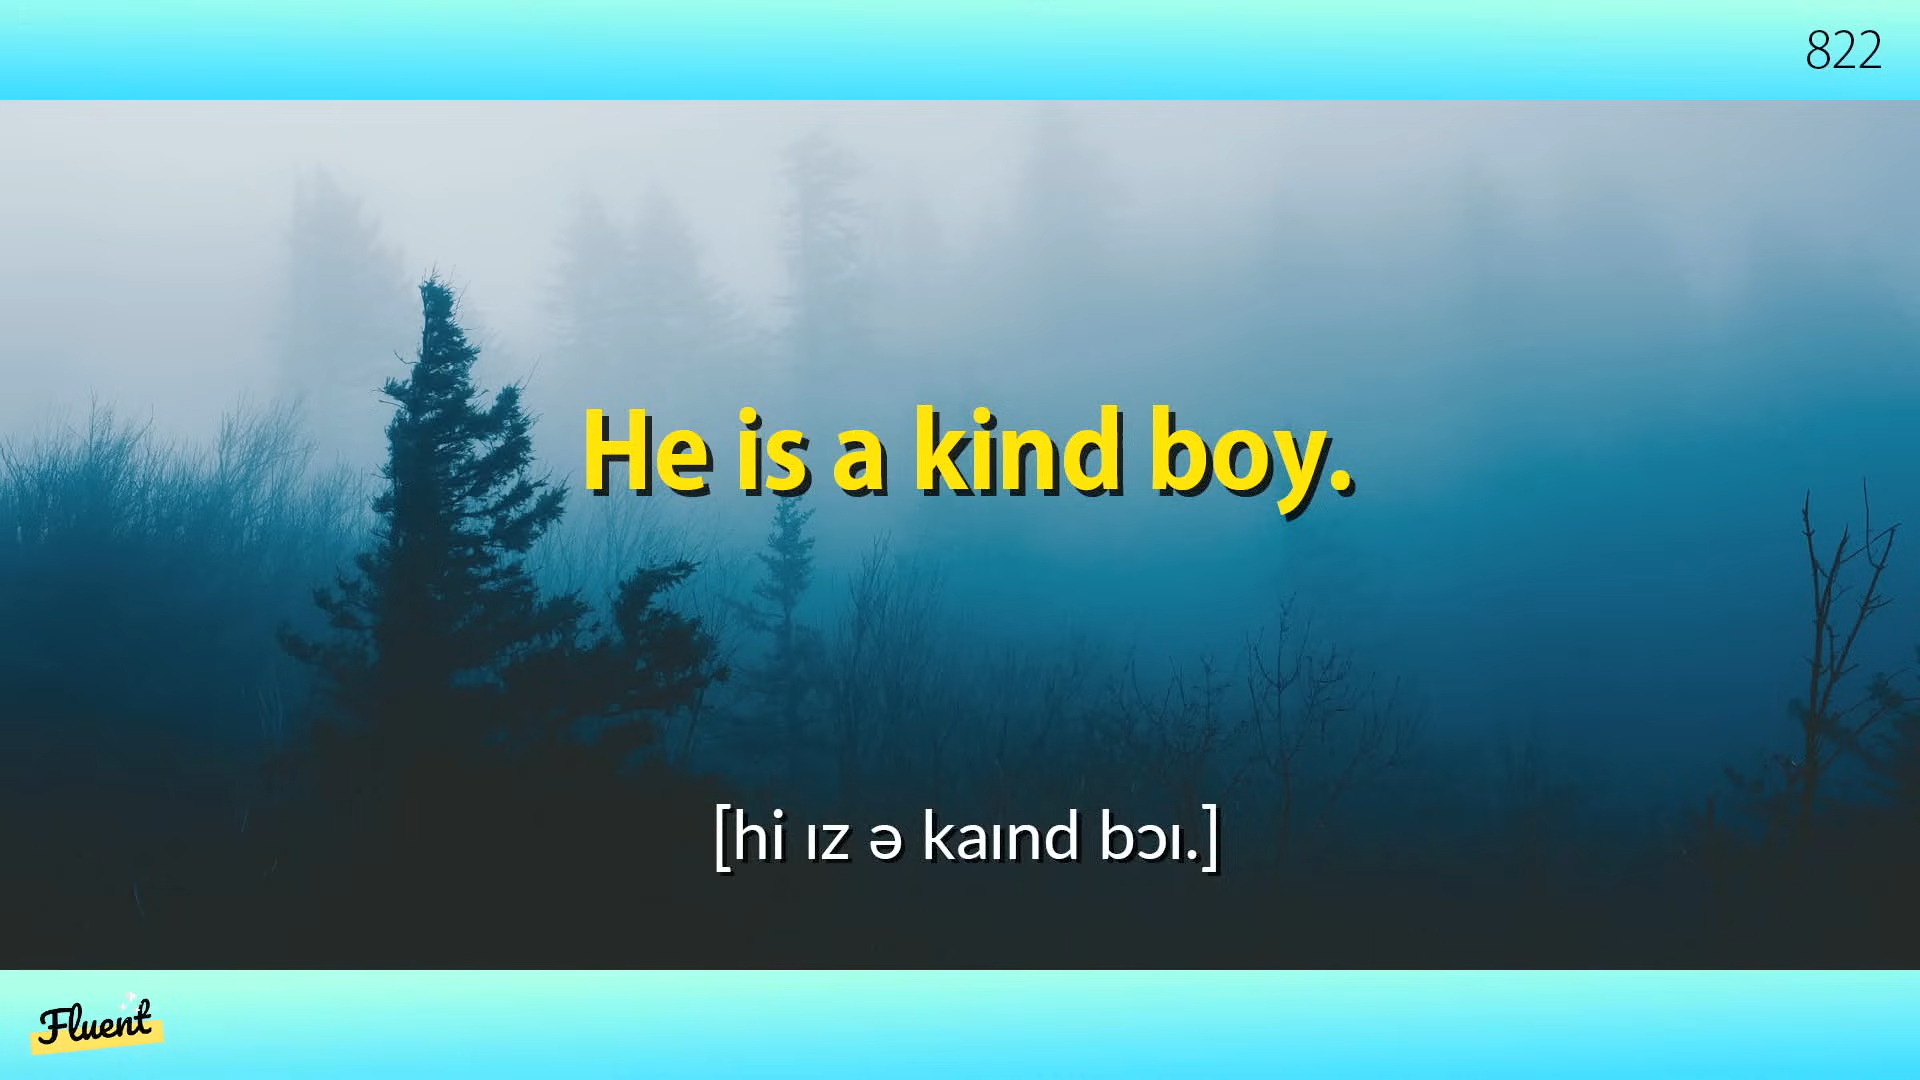 822
He is a kind boy.
[hi ɪz ə kaɪnd bɔɪ.]
Fluent